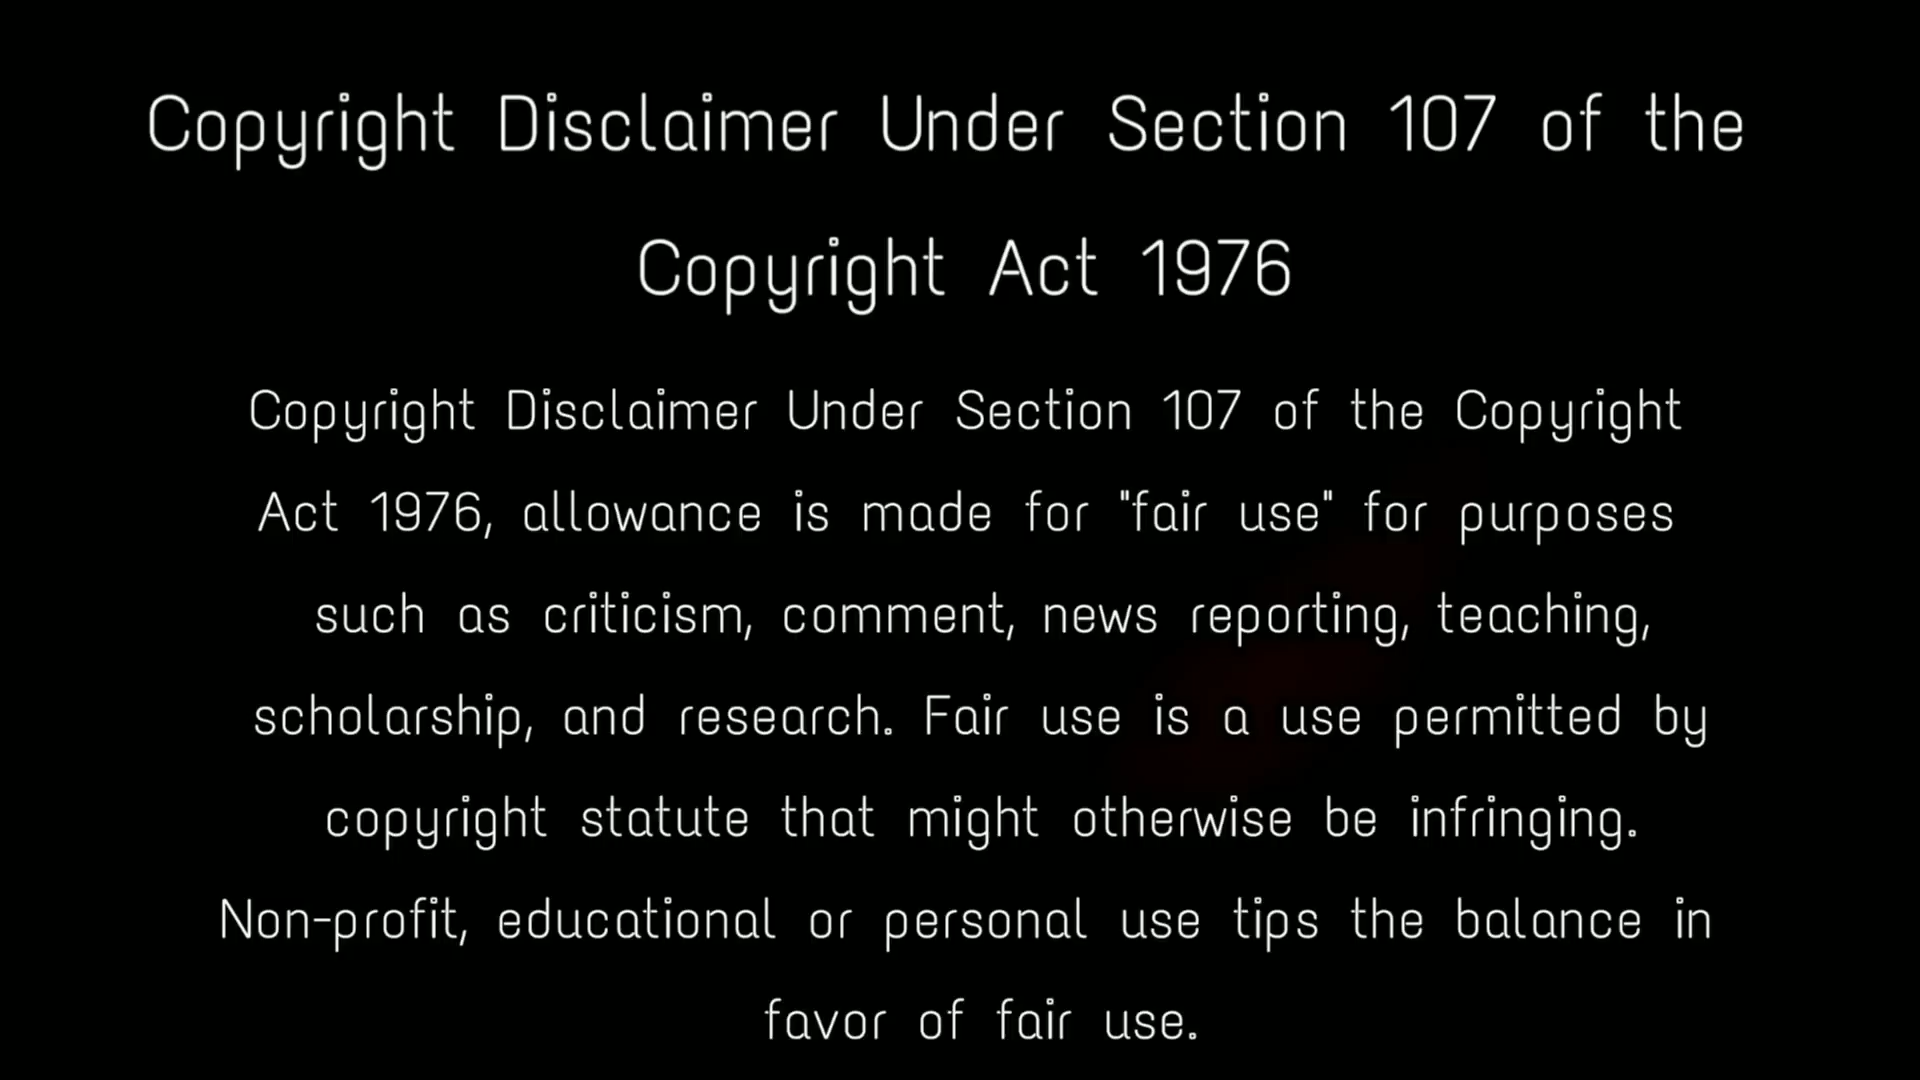 Copyright Disclaimer Under Section 107 of the
Copyright Act 1976
Copyright Disclaimer Under Section 107 of the Copyright
Act 1976, allowance is made for "fair use" for purposes
such as criticism, comment, news reporting, teaching,
scholarship, and research. Fair use is a use permitted by
copyright statute that might otherwise be infringing.
Non-profit, educational or personal use tips the balance in
favor of fair use.